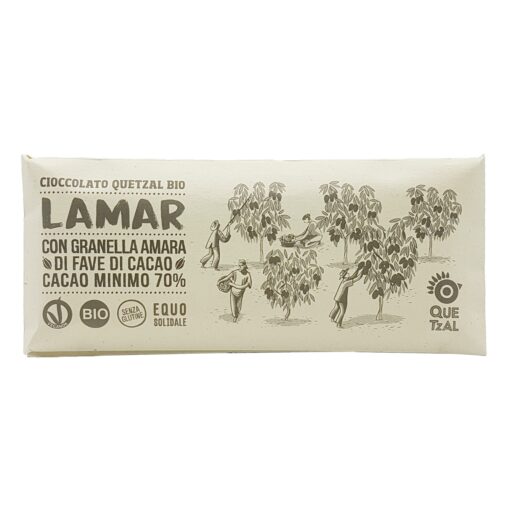 CIOCCOLATO QUETZAL BIO
LAMAR
CON GRANELLA AMARA
DI FAVE DI CACAO
CACAO MINIMO 70%
BIO
SENZA
GLUTINE
EQUO
SOLIDALE
QUE
TZAL